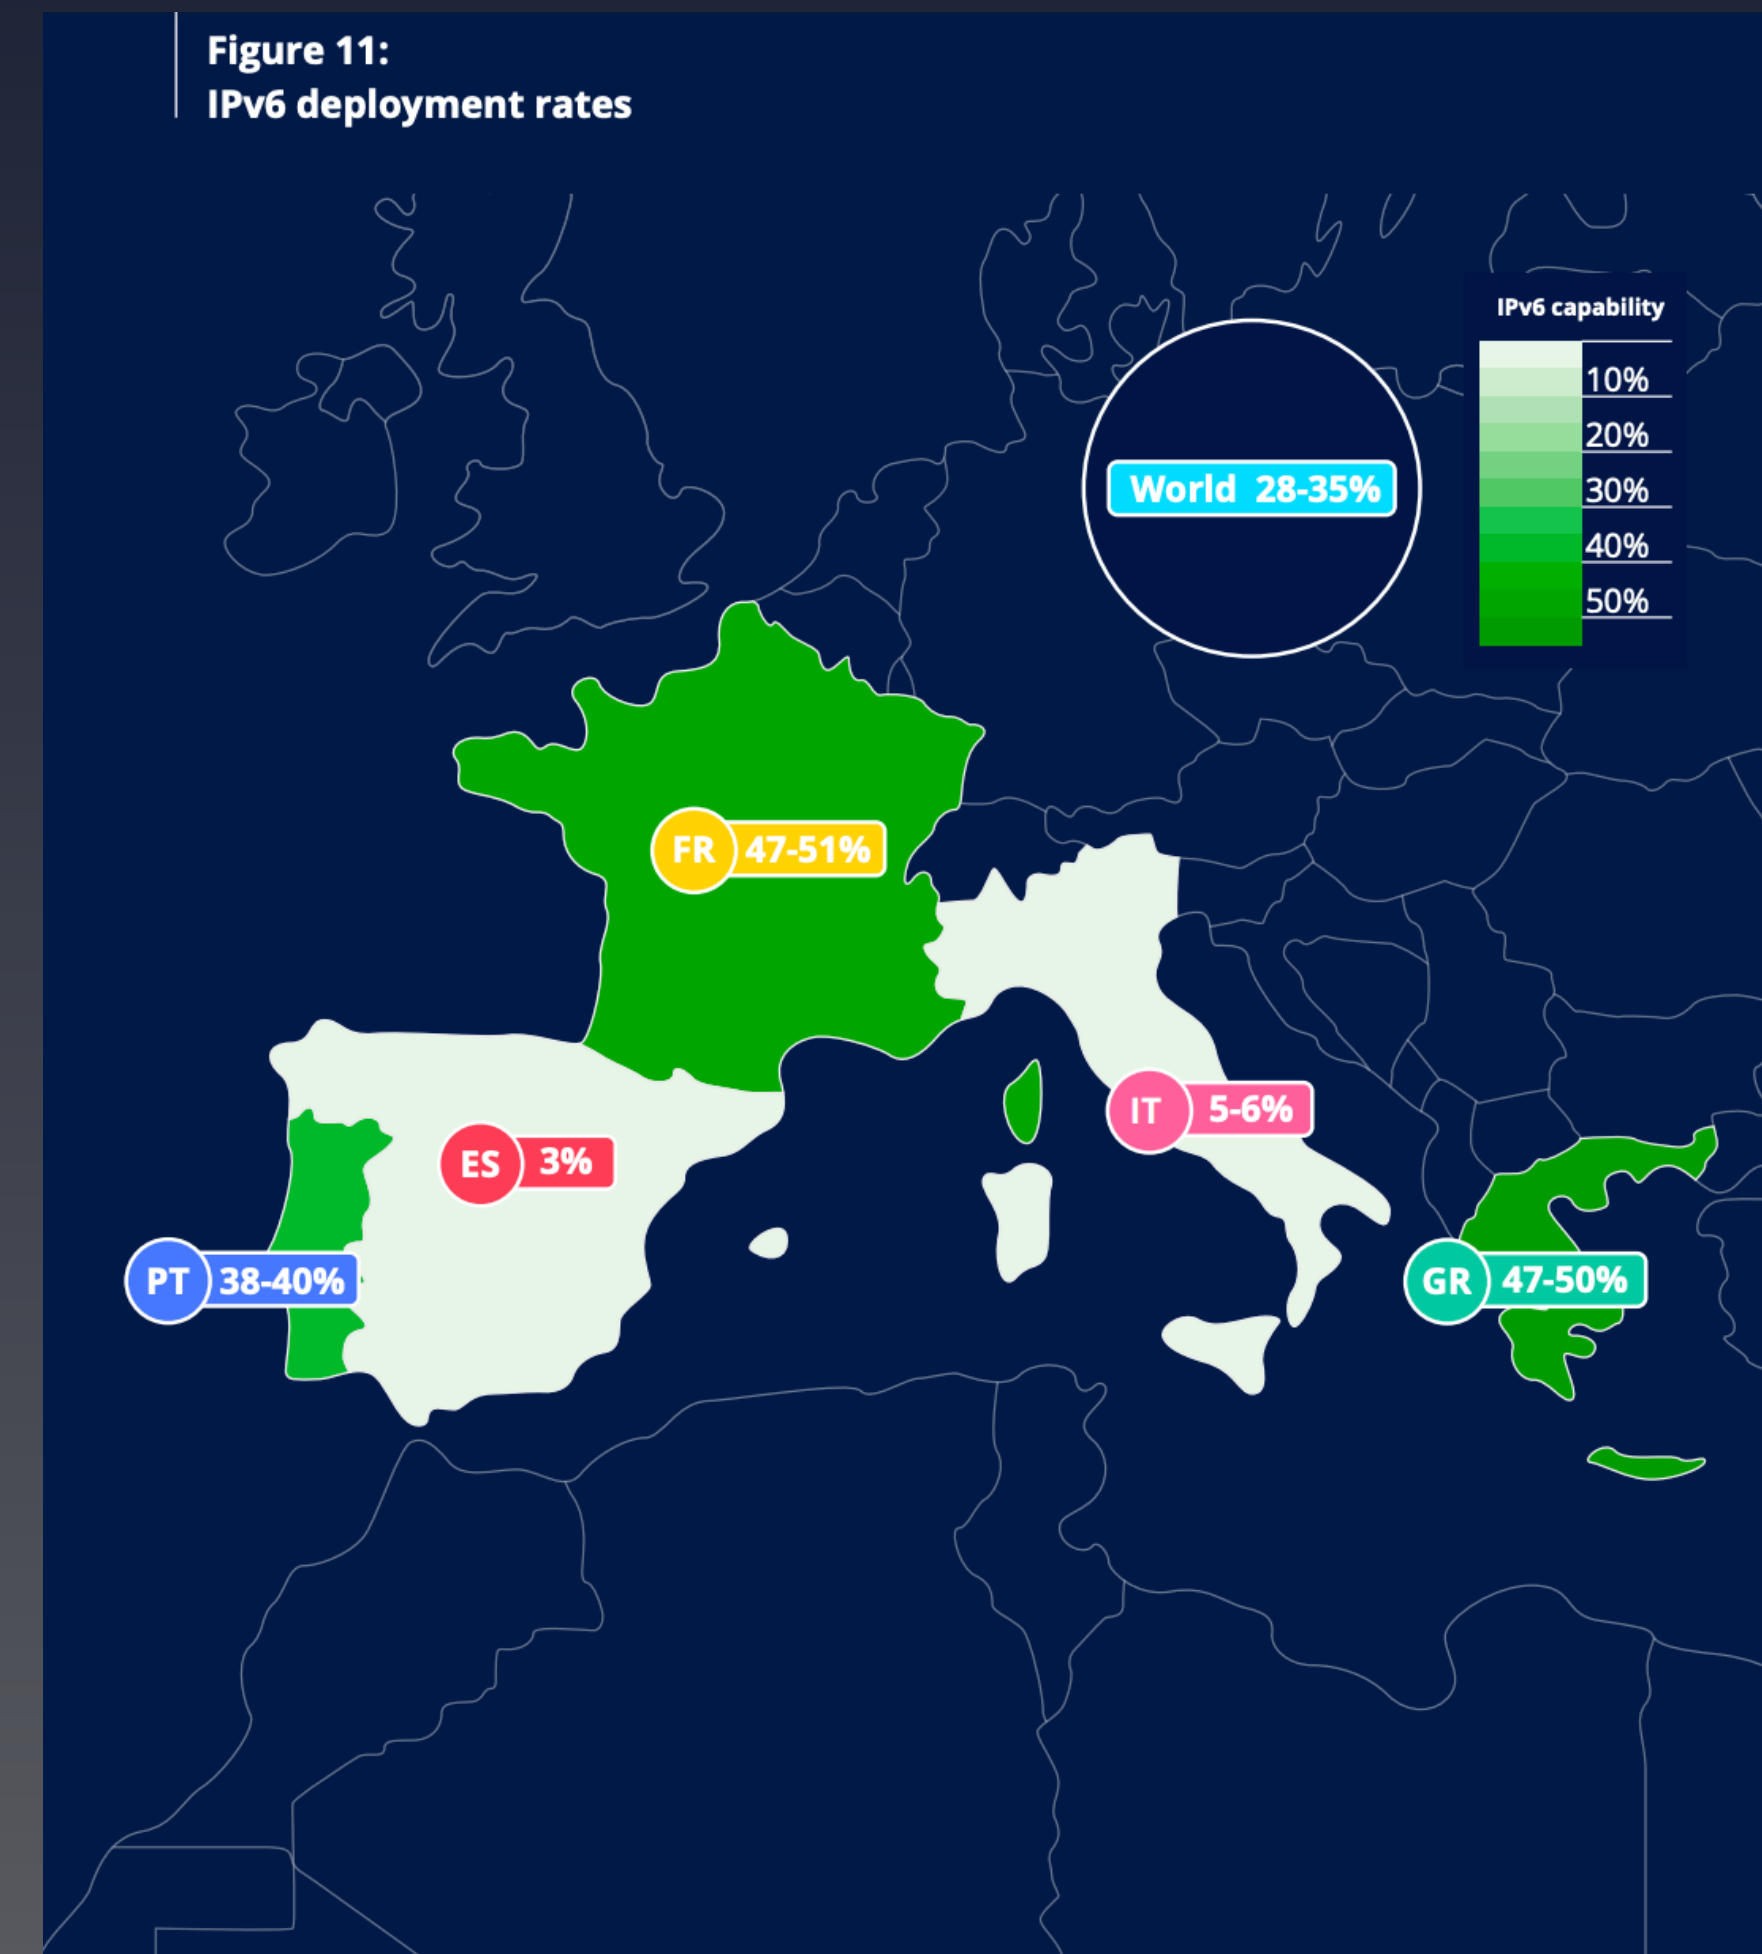 Figure 11:
IPv6 deployment rates
IPv6 capability
10%
20%
30%
40%
50%
World 28-35%
FR 47-51%
IT 5-6%
ES 3%
PT 38-40%
GR 47-50%